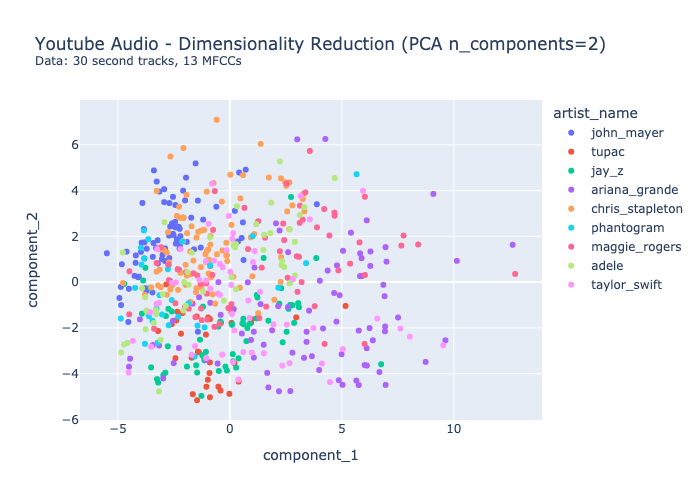 Youtube Audio - Dimensionality Reduction (PCA n_components=2)
Data: 30 second tracks, 13 MFCCs
artist_name
john_mayer
tupac
jay_z
ariana_grande
chris_stapleton
phantogram
maggie_rogers
adele
taylor_swift
component_2
6
4
2
0
−2
−4
−6
−5
0
5
10
component_1